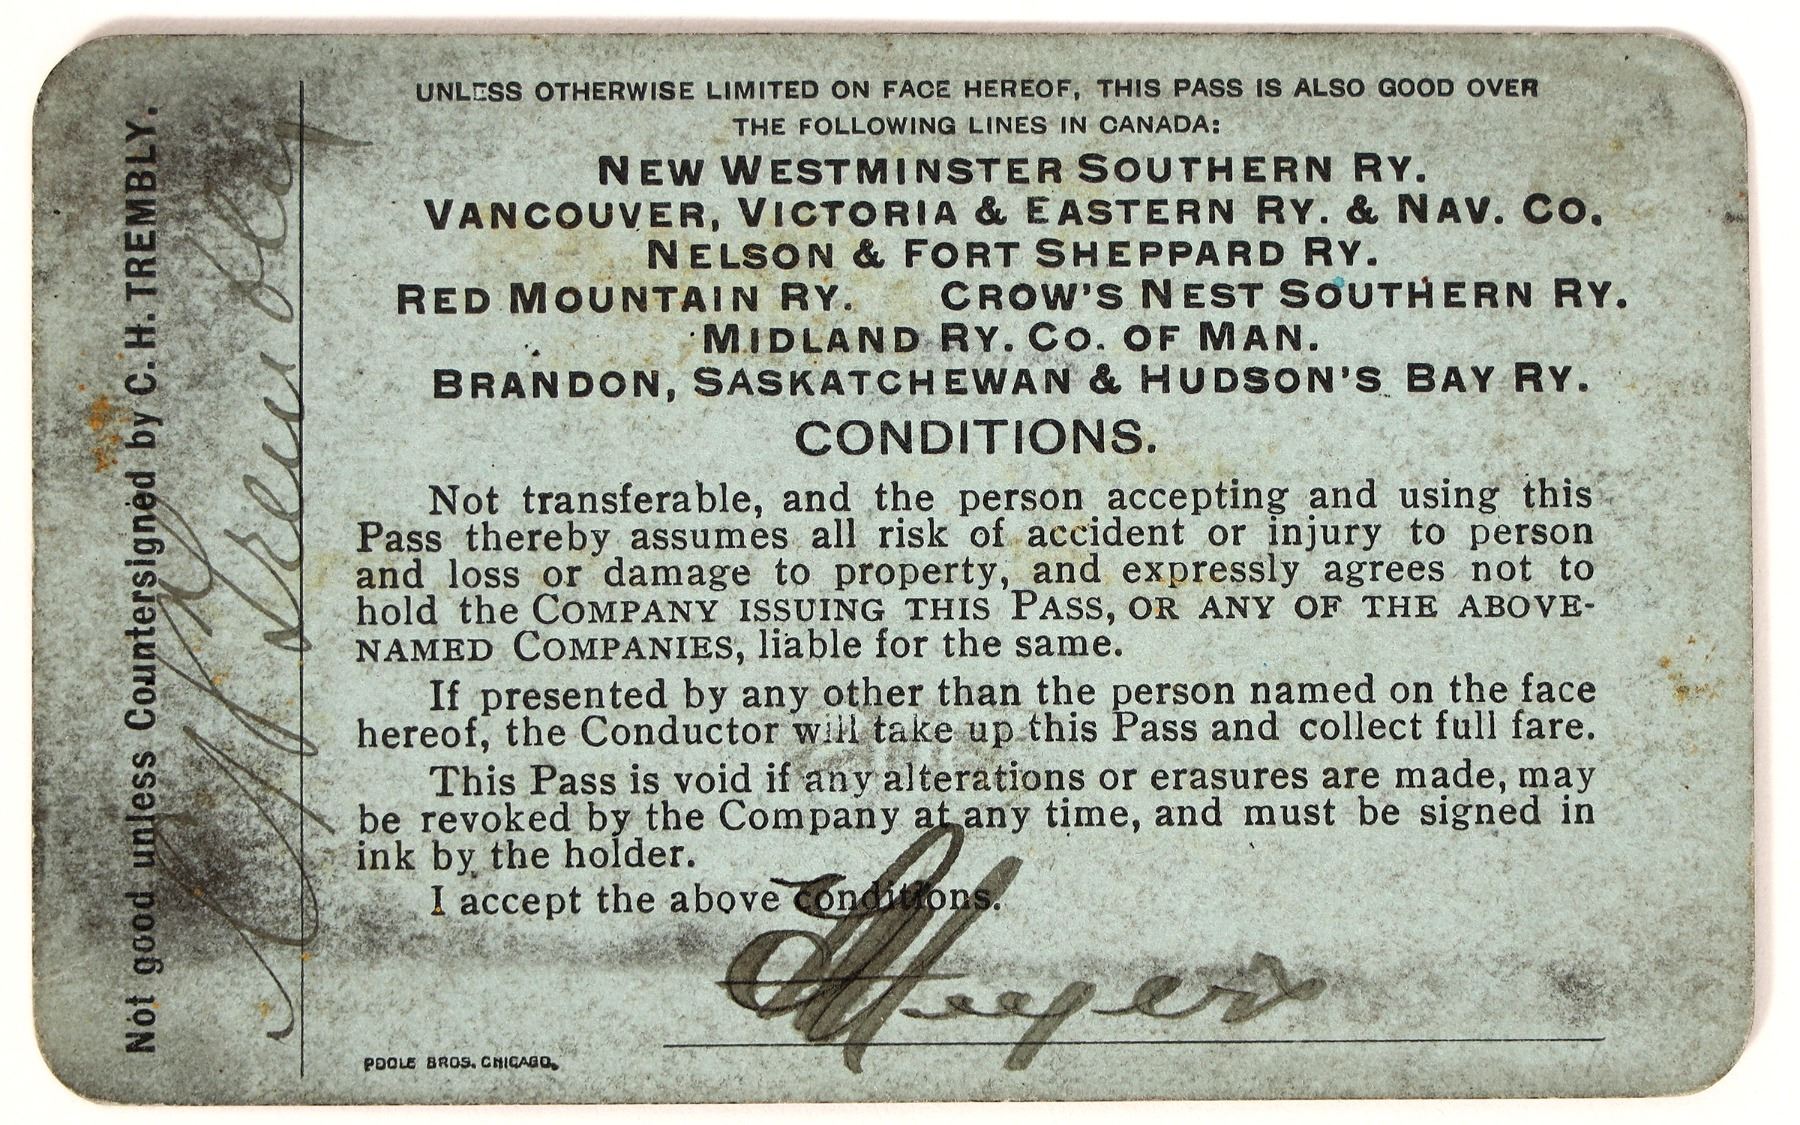 UNLESS OTHERWISE LIMITED ON FACE HEREOF, THIS PASS IS ALSO GOOD OVER
THE FOLLOWING LINES IN CANADA:
NEW WESTMINSTER SOUTHERN RY.
VANCOUVER, VICTORIA & EASTERN RY. & NAV. CO.
NELSON & FORT SHEPPARD RY.
RED MOUNTAIN RY. CROW'S NEST SOUTHERN RY.
MIDLAND RY. CO. OF MAN.
BRANDON, SASKATCHEWAN & HUDSON'S BAY RY.
CONDITIONS.
Not transferable, and the person accepting and using this
Pass thereby assumes all risk of accident or injury to person
and loss or damage to property, and expressly agrees not to
hold the COMPANY ISSUING THIS PASS, OR ANY OF THE ABOVE-
NAMED COMPANIES, liable for the same.
If presented by any other than the person named on the face
hereof, the Conductor will take up this Pass and collect full fare.
This Pass is void if any alterations or erasures are made, may
be revoked by the Company at any time, and must be signed in
ink by the holder.
I accept the above conditions.
POOLE BROS. CHICAGO.
Not good unless Countersigned by C. H. TREMBLY.
C H Trembley